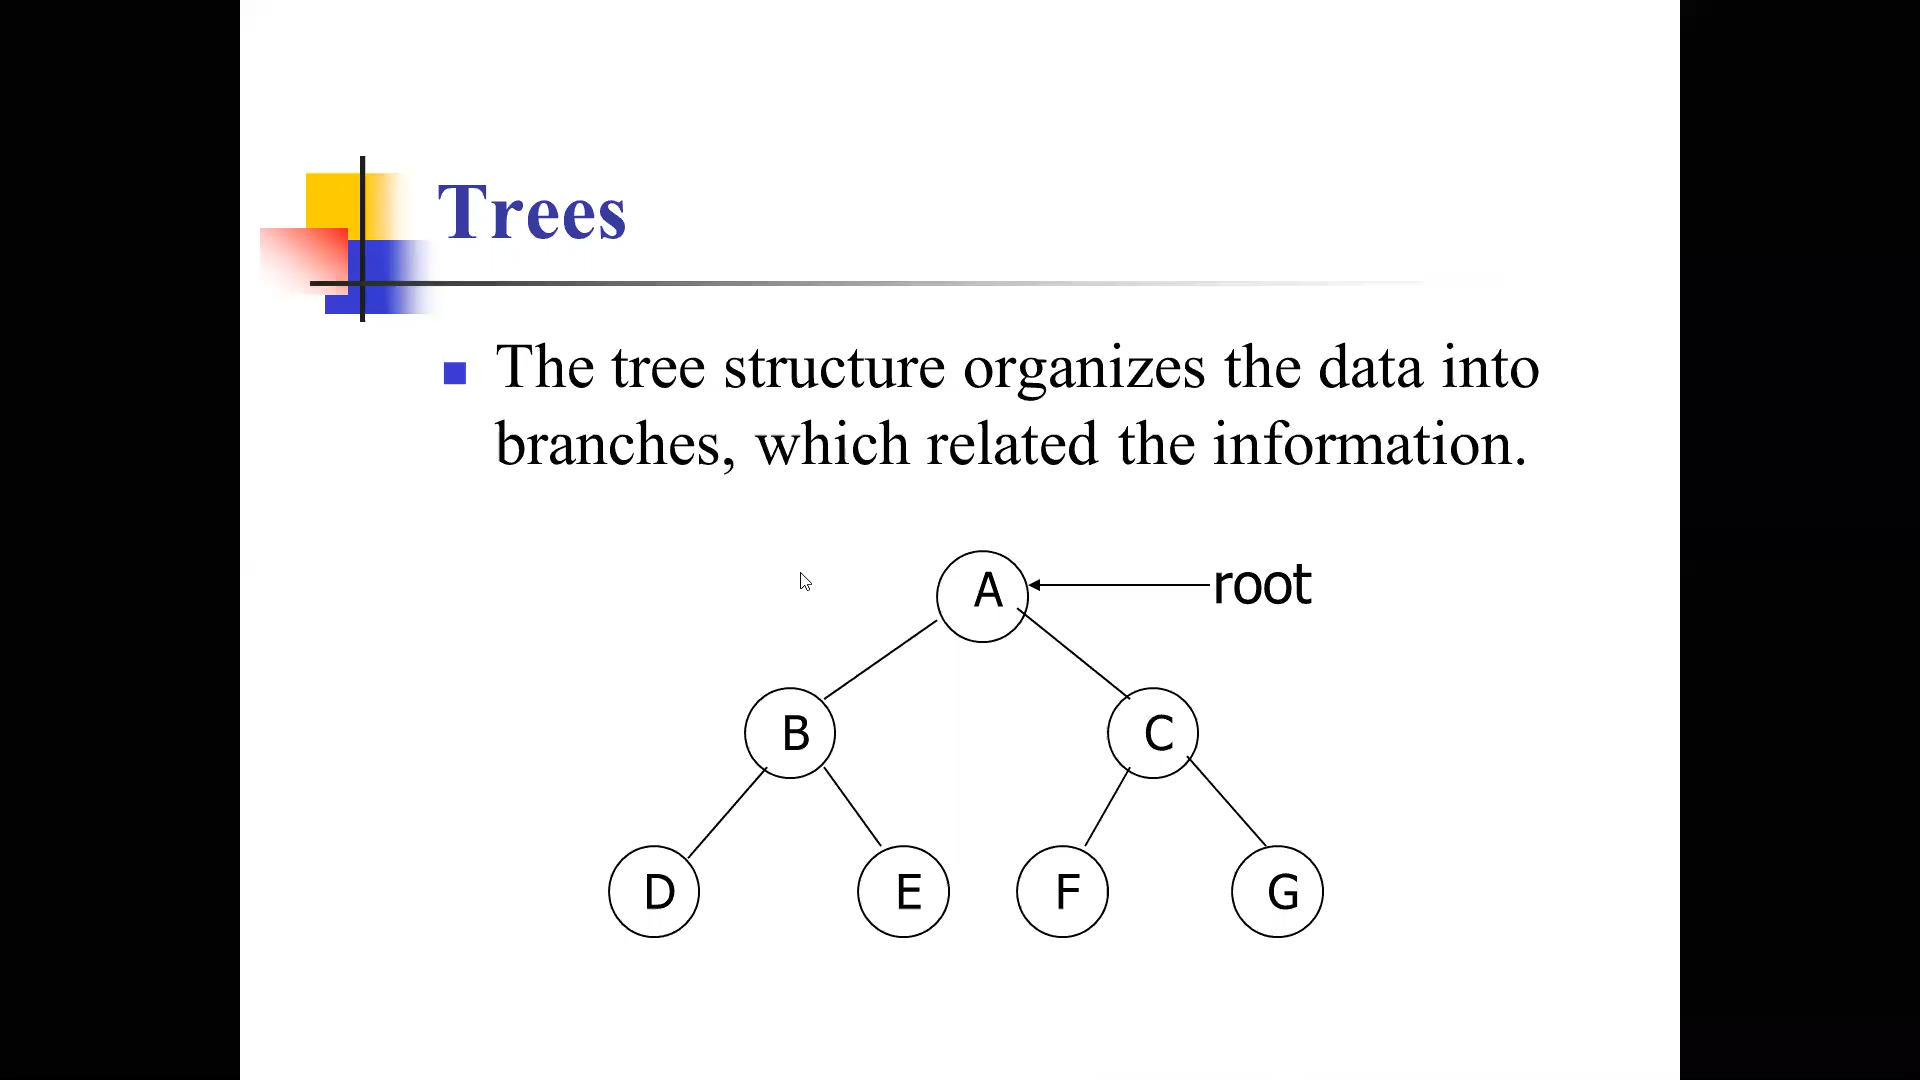 Trees
The tree structure organizes the data into
branches, which related the information.
A
root
B
C
D
E
F
G